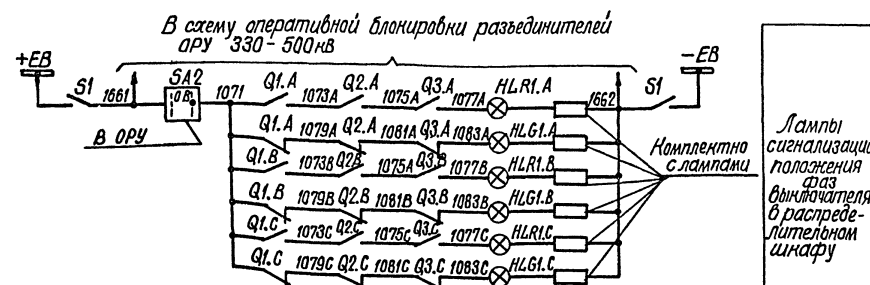 В схему оперативной блокировки разъединителей
ОРУ 330-500кВ
+ЕВ
-ЕВ
S1
1661
SA2
О В
1071
Q1.A
1073A
Q2.A
1075A
Q3.A
1077A
HLR1.A
1662
S1
В ОРУ
Q1.A
1079A
Q2.A
1081A
Q3.A
1083A
HLG1.A
Q1.B
1073B
Q2.B
1075A
Q3.B
1077B
HLR1.B
Q1.B
1079B
Q2.B
1081B
Q3.B
1083B
HLG1.B
Q1.C
1073C
Q2.C
1075C
Q3.C
1077C
HLR1.C
Q1.C
1079C
Q2.C
1081C
Q3.C
1083C
HLG1.C
Комплектно
с лампами
Лампы
сигнализации
положения
фаз
выключателя
в распреде-
лительном
шкафу